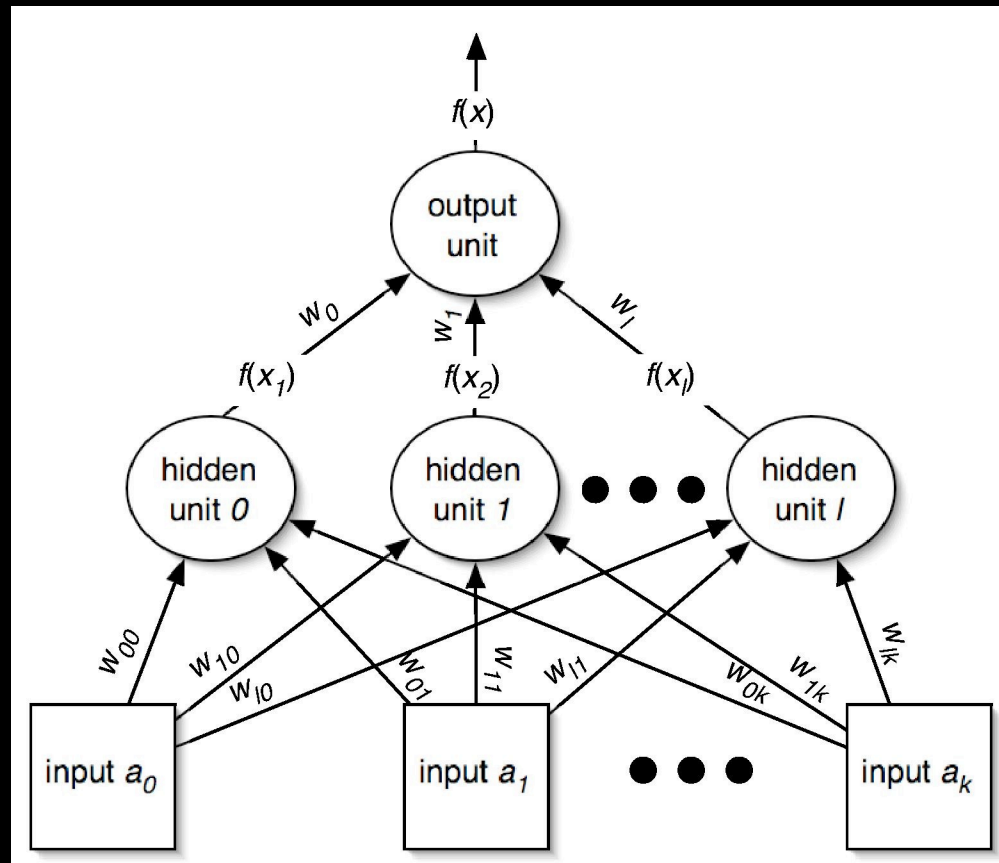 f(x)
output
unit
w₀
w₁
wₗ
f(x₁)
f(x₂)
f(xₗ)
hidden
unit 0
hidden
unit 1
hidden
unit l
w₀₀
w₁₀
wₗ₀
w₀₁
w₁₁
wₗ₁
w₀ₖ
w₁ₖ
wₗₖ
input a₀
input a₁
input aₖ